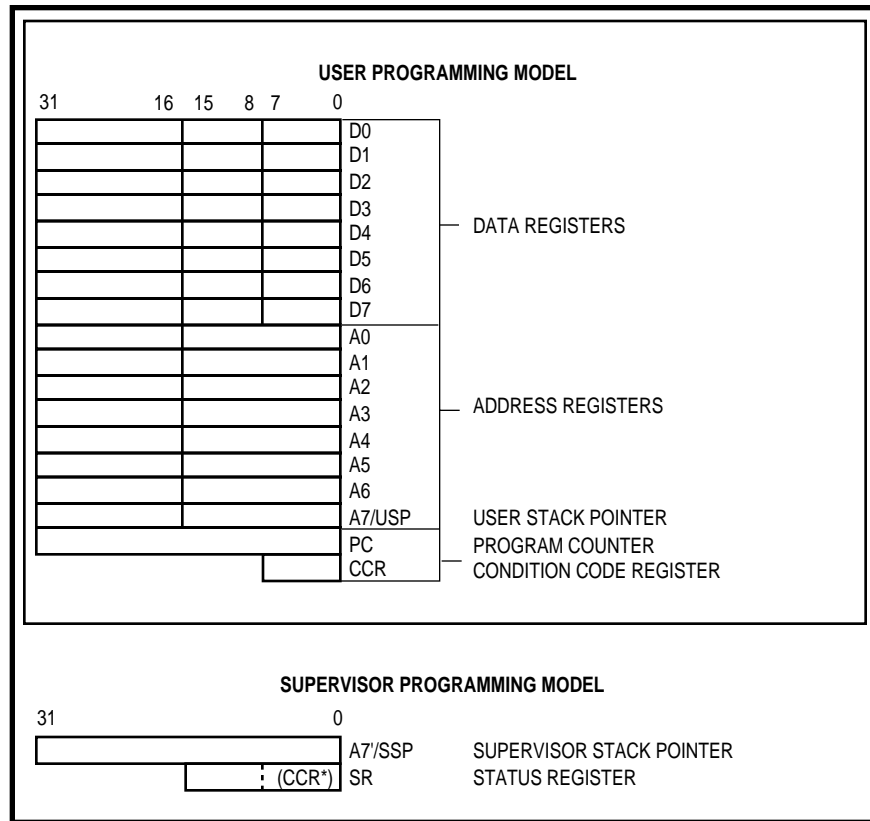 USER PROGRAMMING MODEL
31 16 15 8 7 0
D0
D1
D2
D3
D4 DATA REGISTERS
D5
D6
D7
A0
A1
A2
A3 ADDRESS REGISTERS
A4
A5
A6
A7/USP USER STACK POINTER
PC PROGRAM COUNTER
CCR CONDITION CODE REGISTER
SUPERVISOR PROGRAMMING MODEL
31 0
A7'/SSP SUPERVISOR STACK POINTER
(CCR*) SR STATUS REGISTER